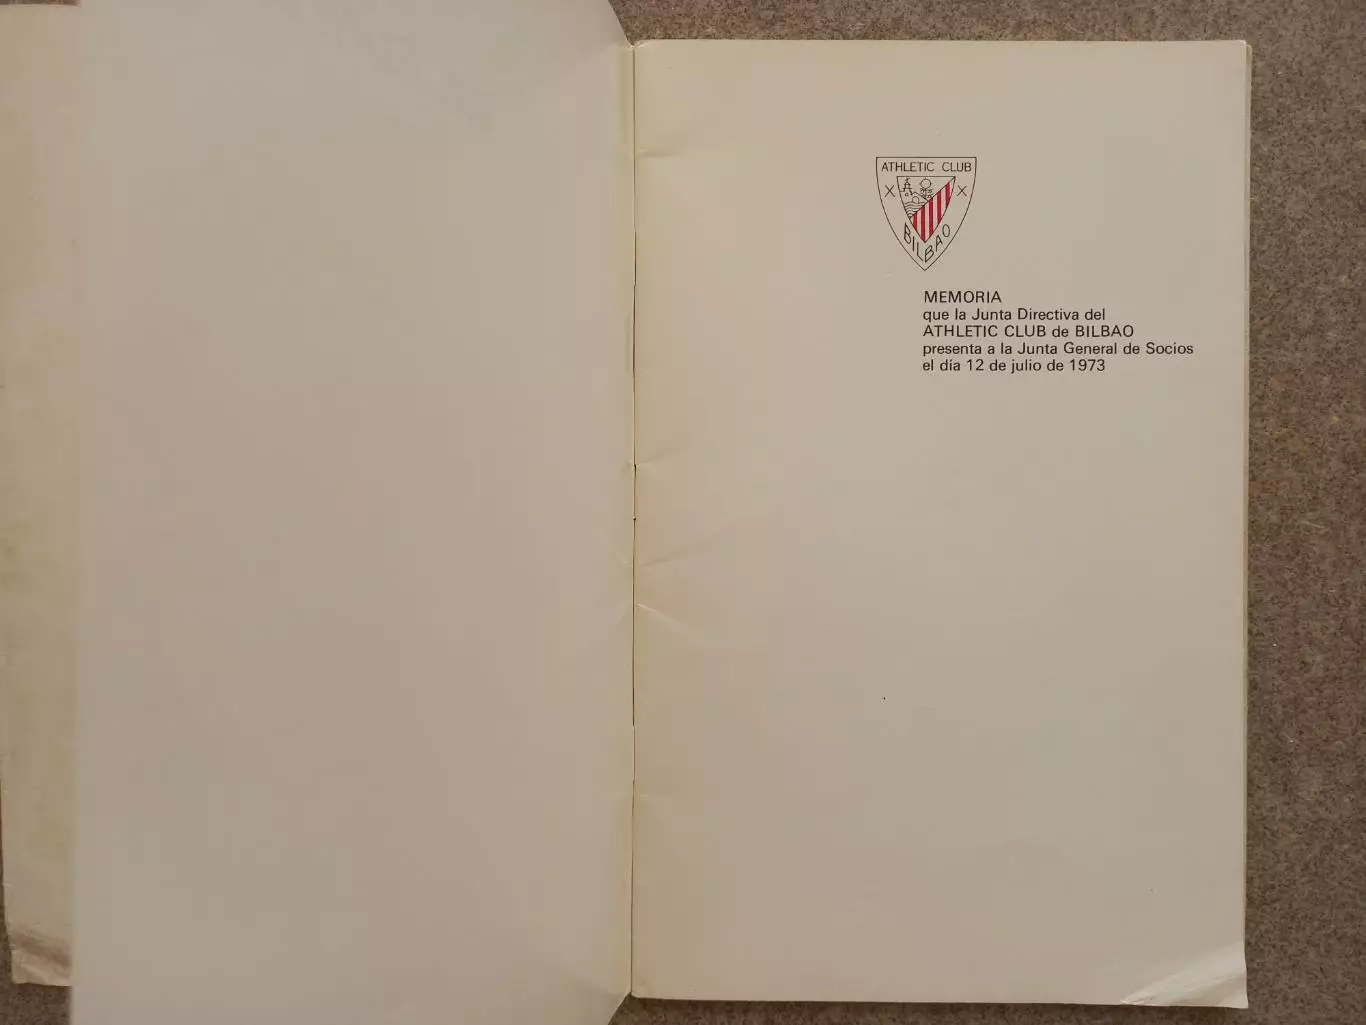 ATHLETIC CLUB
X X
BILBAO
MEMORIA
que la Junta Directiva del
ATHLETIC CLUB de BILBAO
presenta a la Junta General de Socios
el día 12 de julio de 1973